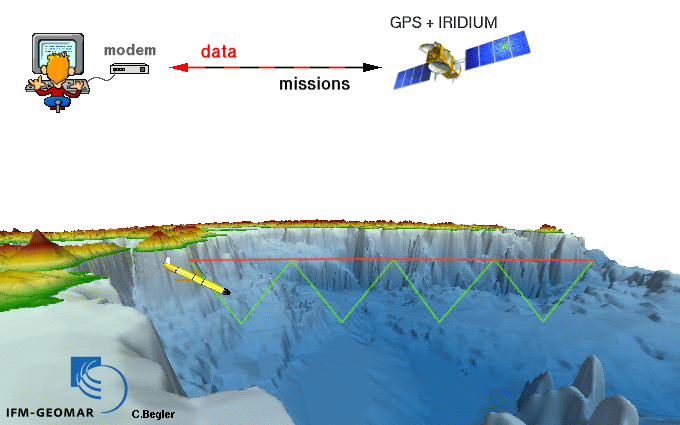 GPS + IRIDIUM
modem
data
missions
IFM-GEOMAR
C.Begler